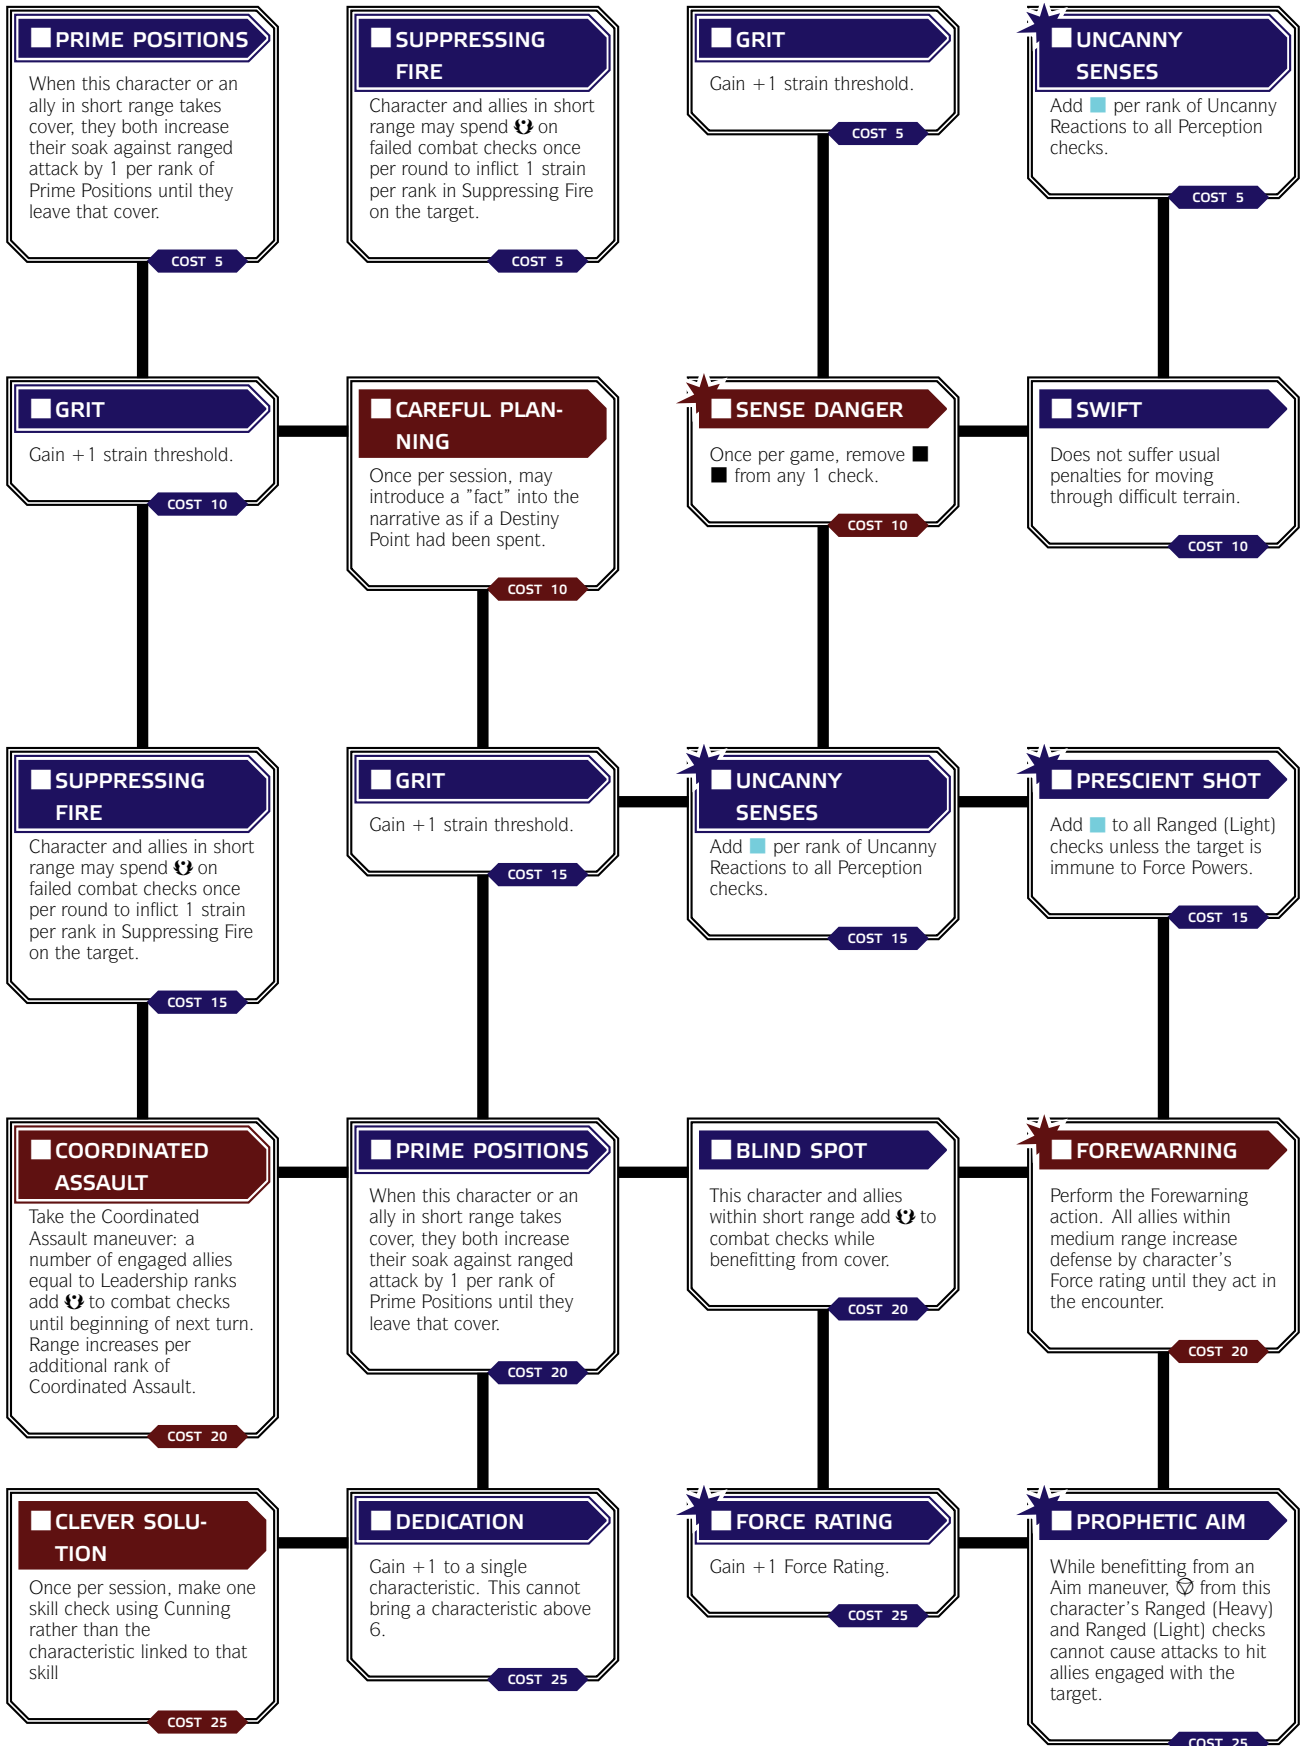 PRIME POSITIONS
When this character or an
ally in short range takes
cover, they both increase
their soak against ranged
attack by 1 per rank of
Prime Positions until they
leave that cover.
COST 5
SUPPRESSING
FIRE
Character and allies in short
range may spend on
failed combat checks once
per round to inflict 1 strain
per rank in Suppressing Fire
on the target.
COST 5
GRIT
Gain +1 strain threshold.
COST 5
UNCANNY
SENSES
Add per rank of Uncanny
Reactions to all Perception
checks.
COST 5
GRIT
Gain +1 strain threshold.
COST 10
CAREFUL PLAN-
NING
Once per session, may
introduce a ”fact” into the
narrative as if a Destiny
Point had been spent.
COST 10
SENSE DANGER
Once per game, remove
from any 1 check.
COST 10
SWIFT
Does not suffer usual
penalties for moving
through difficult terrain.
COST 10
SUPPRESSING
FIRE
Character and allies in short
range may spend on
failed combat checks once
per round to inflict 1 strain
per rank in Suppressing Fire
on the target.
COST 15
GRIT
Gain +1 strain threshold.
COST 15
UNCANNY
SENSES
Add per rank of Uncanny
Reactions to all Perception
checks.
COST 15
PRESCIENT SHOT
Add to all Ranged (Light)
checks unless the target is
immune to Force Powers.
COST 15
COORDINATED
ASSAULT
Take the Coordinated
Assault maneuver: a
number of engaged allies
equal to Leadership ranks
add to combat checks
until beginning of next turn.
Range increases per
additional rank of
Coordinated Assault.
COST 20
PRIME POSITIONS
When this character or an
ally in short range takes
cover, they both increase
their soak against ranged
attack by 1 per rank of
Prime Positions until they
leave that cover.
COST 20
BLIND SPOT
This character and allies
within short range add to
combat checks while
benefitting from cover.
COST 20
FOREWARNING
Perform the Forewarning
action. All allies within
medium range increase
defense by character's
Force rating until they act in
the encounter.
COST 20
CLEVER SOLU-
TION
Once per session, make one
skill check using Cunning
rather than the
characteristic linked to that
skill
COST 25
DEDICATION
Gain +1 to a single
characteristic. This cannot
bring a characteristic above
6.
COST 25
FORCE RATING
Gain +1 Force Rating.
COST 25
PROPHETIC AIM
While benefitting from an
Aim maneuver, from this
character's Ranged (Heavy)
and Ranged (Light) checks
cannot cause attacks to hit
allies engaged with the
target.
COST 25